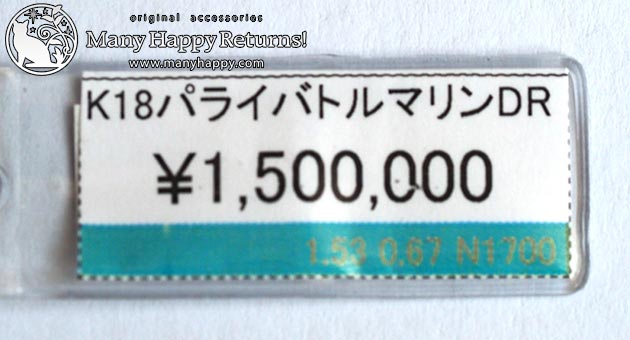 original accessories
Many Happy Returns!
www.manyhappy.com
K18パライバトルマリンDR
¥1,500,000
1.53 0.67 N1700